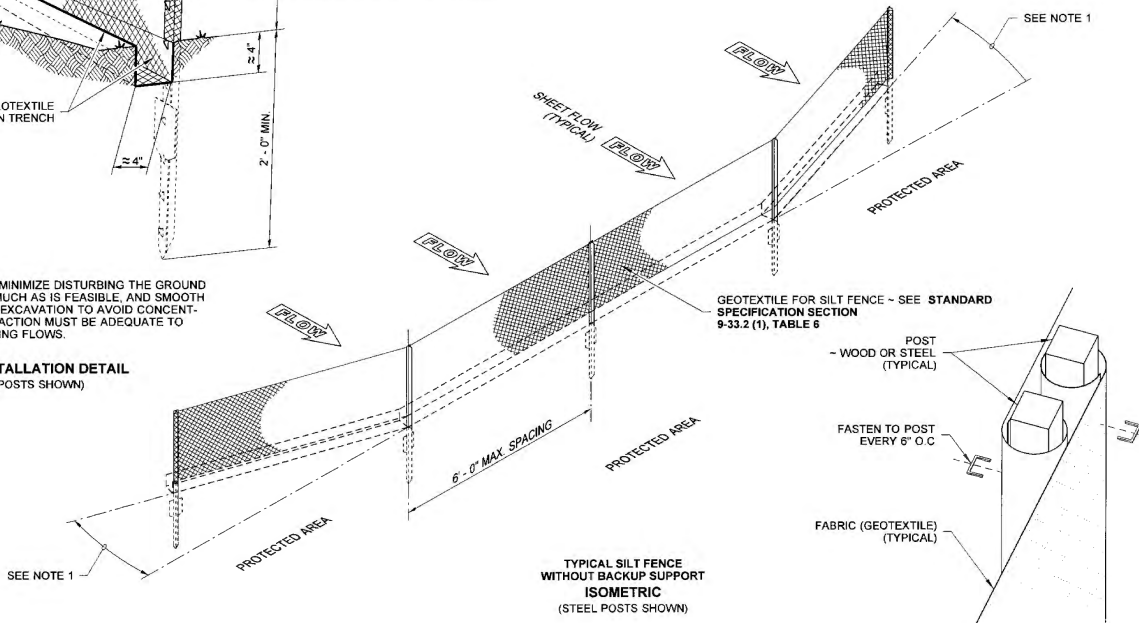 SEE NOTE 1
FLOW
SHEET FLOW
(TYPICAL)
FLOW
FLOW
FLOW
≈ 4"
≈ 4"
2' - 0" MIN.
OTEXTILE
N TRENCH
PROTECTED AREA
MINIMIZE DISTURBING THE GROUND
MUCH AS IS FEASIBLE, AND SMOOTH
EXCAVATION TO AVOID CONCENT-
ACTION MUST BE ADEQUATE TO
ING FLOWS.
TALLATION DETAIL
POSTS SHOWN)
GEOTEXTILE FOR SILT FENCE ~ SEE STANDARD
SPECIFICATION SECTION
9-33.2 (1), TABLE 6
POST
~ WOOD OR STEEL
(TYPICAL)
FASTEN TO POST
EVERY 6" O.C
FABRIC (GEOTEXTILE)
(TYPICAL)
6' - 0" MAX. SPACING
PROTECTED AREA
PROTECTED AREA
SEE NOTE 1
TYPICAL SILT FENCE
WITHOUT BACKUP SUPPORT
ISOMETRIC
(STEEL POSTS SHOWN)